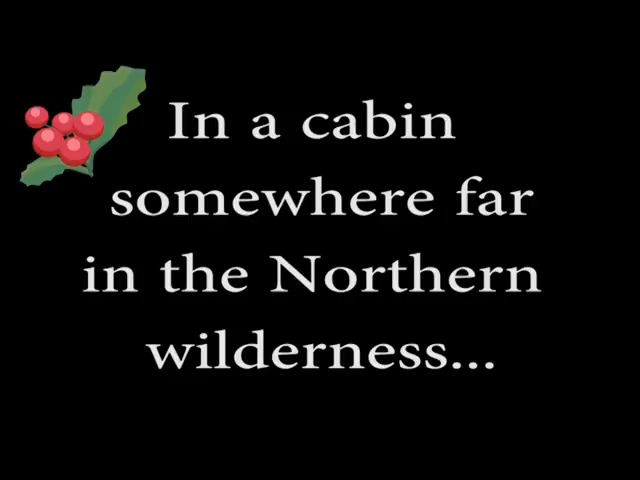 In a cabin
somewhere far
in the Northern
wilderness...